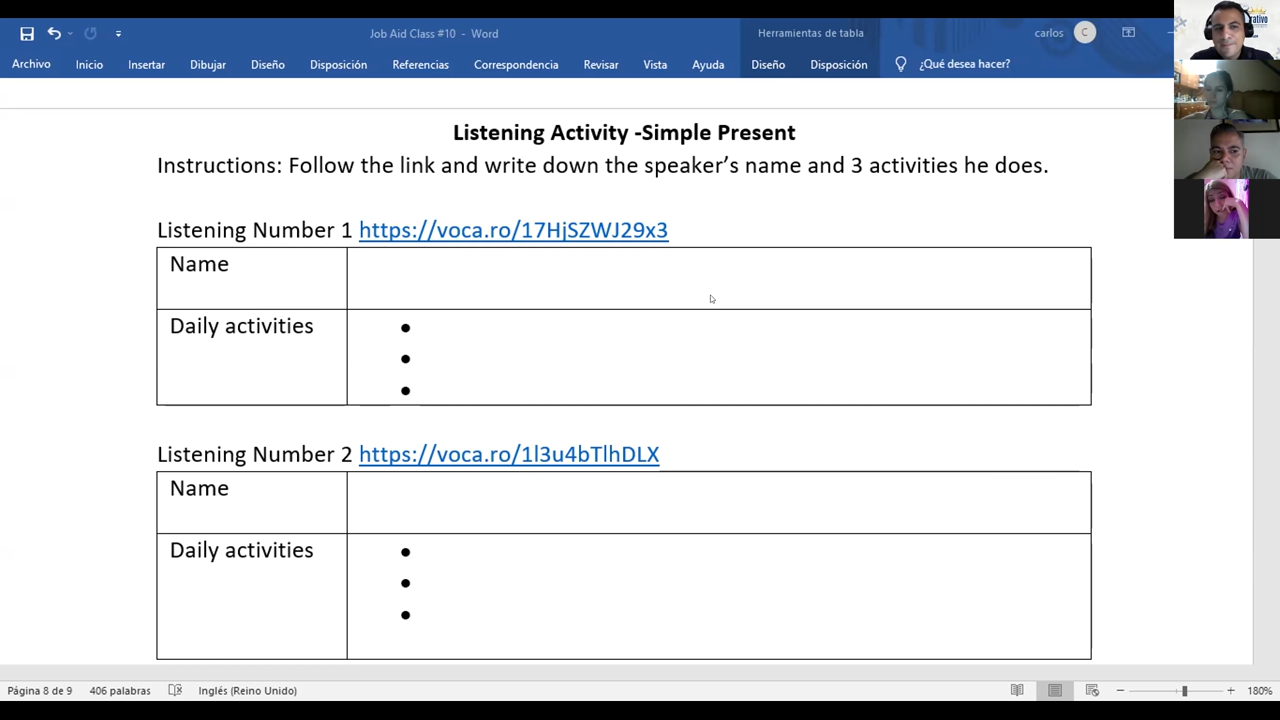 Job Aid Class #10 - Word
Herramientas de tabla
carlos
C
Archivo
Inicio
Insertar
Dibujar
Diseño
Disposición
Referencias
Correspondencia
Revisar
Vista
Ayuda
Diseño
Disposición
¿Qué desea hacer?
Listening Activity -Simple Present
Instructions: Follow the link and write down the speaker’s name and 3 activities he does.
Listening Number 1 https://voca.ro/17HjSZWJ29x3
Name
Daily activities
Listening Number 2 https://voca.ro/1l3u4bTlhDLX
Name
Daily activities
Página 8 de 9
406 palabras
Inglés (Reino Unido)
180%